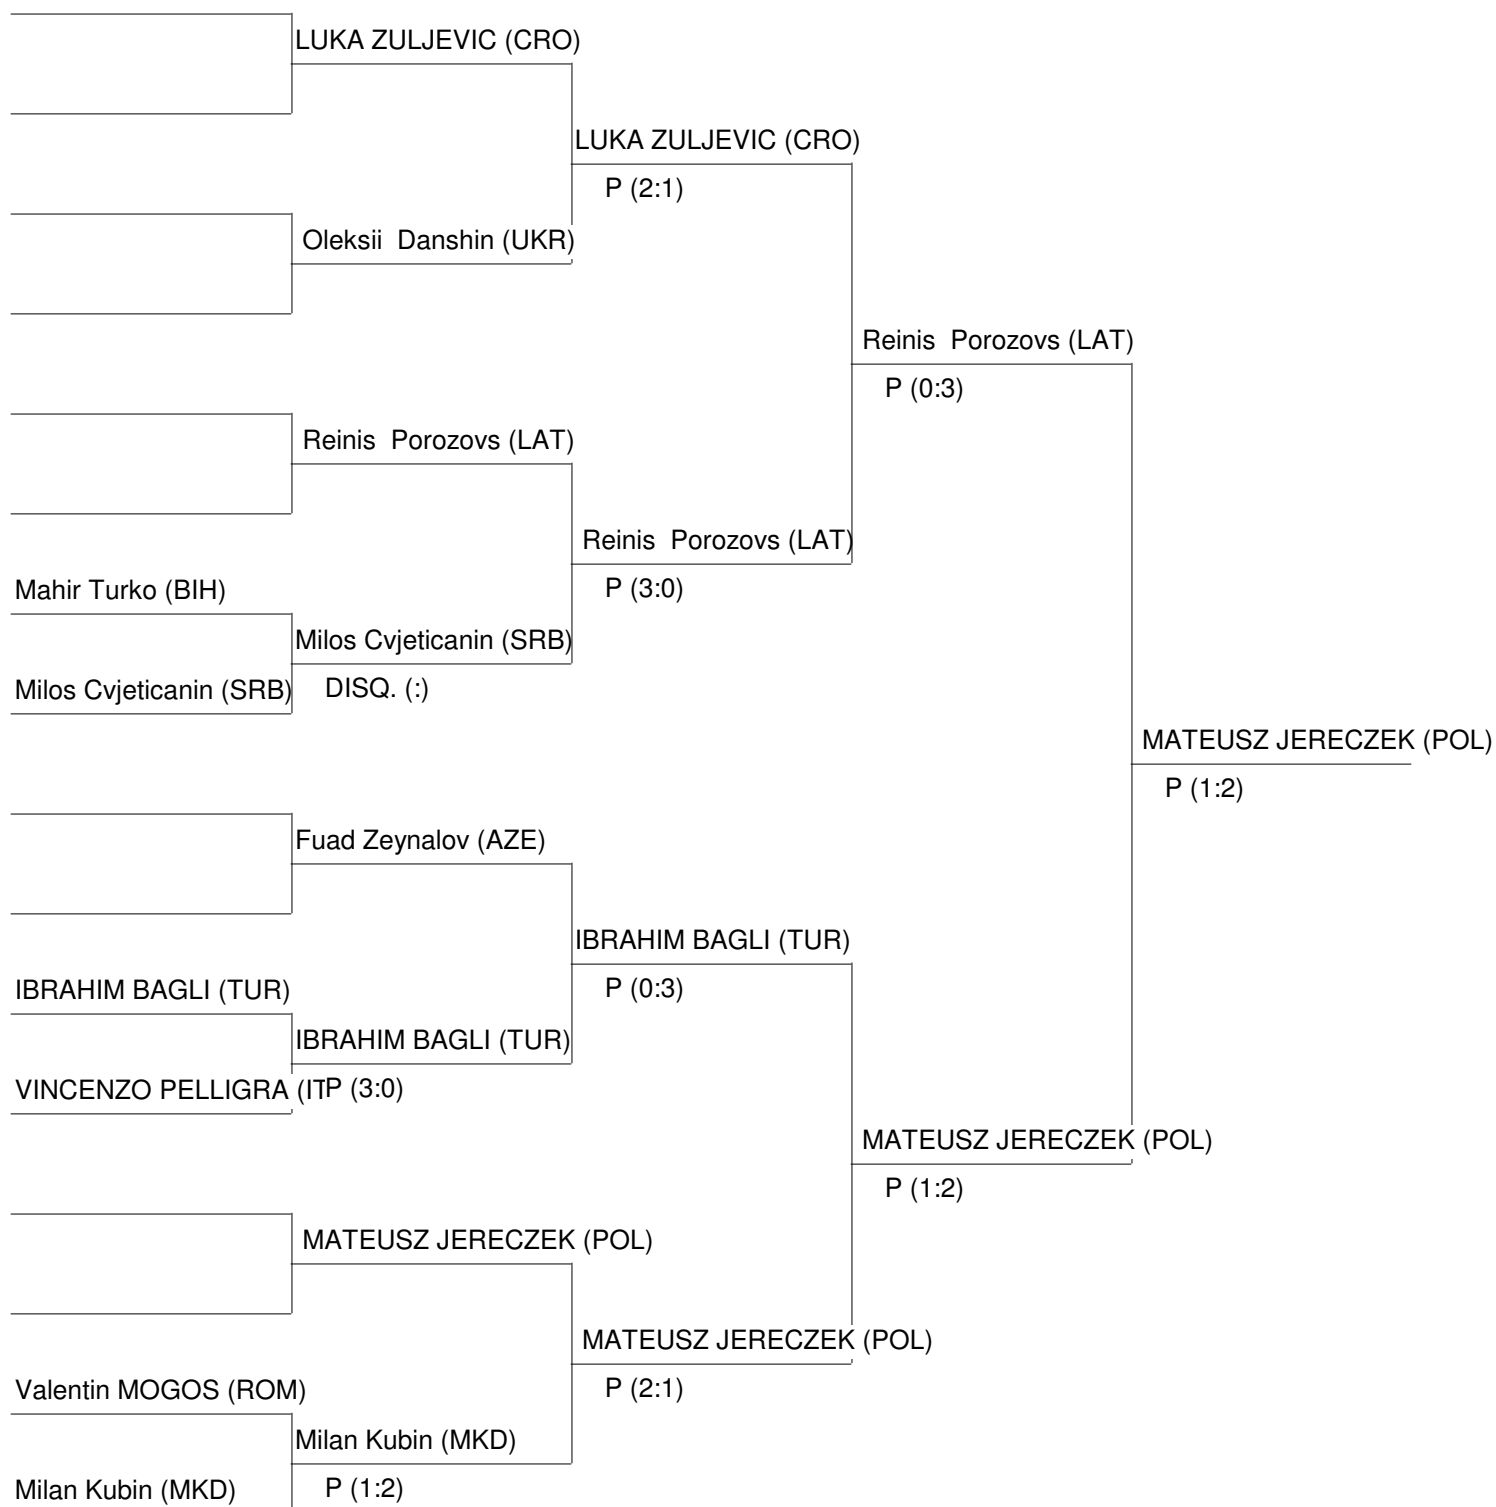 LUKA ZULJEVIC (CRO)
LUKA ZULJEVIC (CRO)
P (2:1)
Oleksii Danshin (UKR)
Reinis Porozovs (LAT)
P (0:3)
Reinis Porozovs (LAT)
Reinis Porozovs (LAT)
P (3:0)
Mahir Turko (BIH)
Milos Cvjeticanin (SRB)
Milos Cvjeticanin (SRB)
DISQ. (:)
MATEUSZ JERECZEK (POL)
P (1:2)
Fuad Zeynalov (AZE)
IBRAHIM BAGLI (TUR)
P (0:3)
IBRAHIM BAGLI (TUR)
IBRAHIM BAGLI (TUR)
VINCENZO PELLIGRA (IT
P (3:0)
MATEUSZ JERECZEK (POL)
P (1:2)
MATEUSZ JERECZEK (POL)
MATEUSZ JERECZEK (POL)
P (2:1)
Valentin MOGOS (ROM)
Milan Kubin (MKD)
Milan Kubin (MKD)
P (1:2)